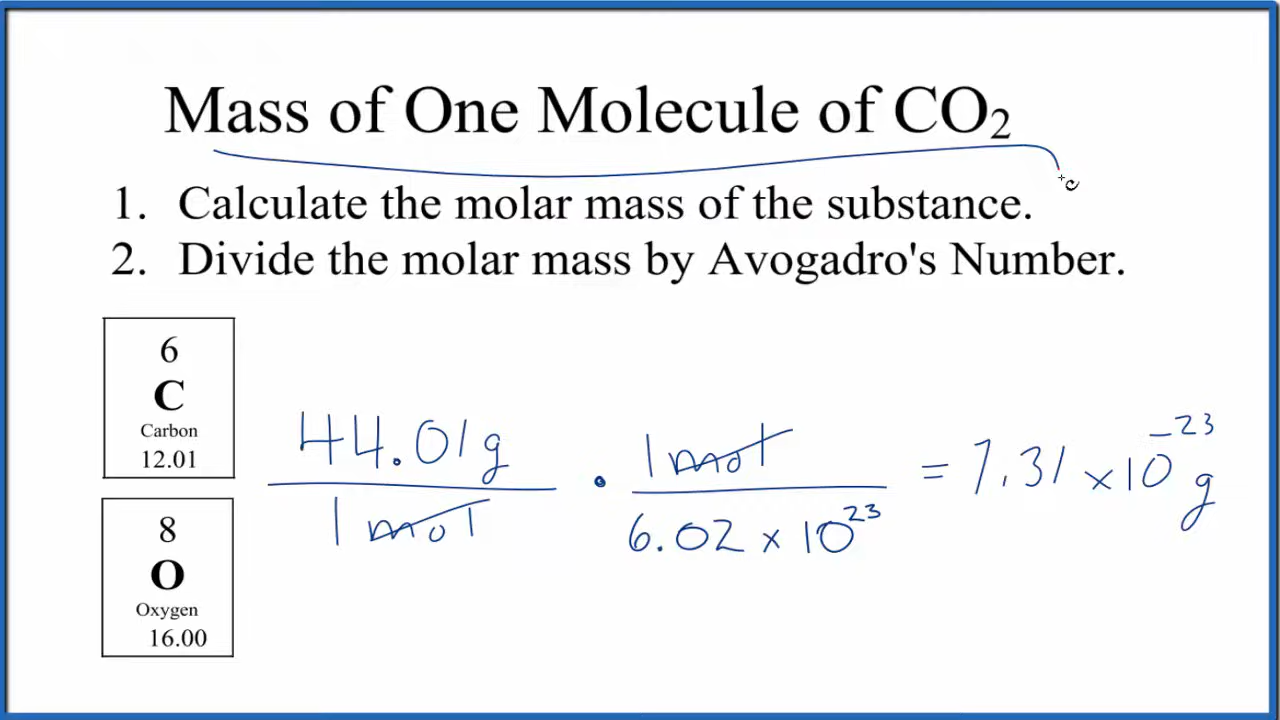 Mass of One Molecule of CO₂
1. Calculate the molar mass of the substance.
2. Divide the molar mass by Avogadro's Number.
6
C
Carbon
12.01
8
O
Oxygen
16.00
44.01g / 1 mol · 1 mol / 6.02 x 10²³ = 7.31 x 10⁻²³ g